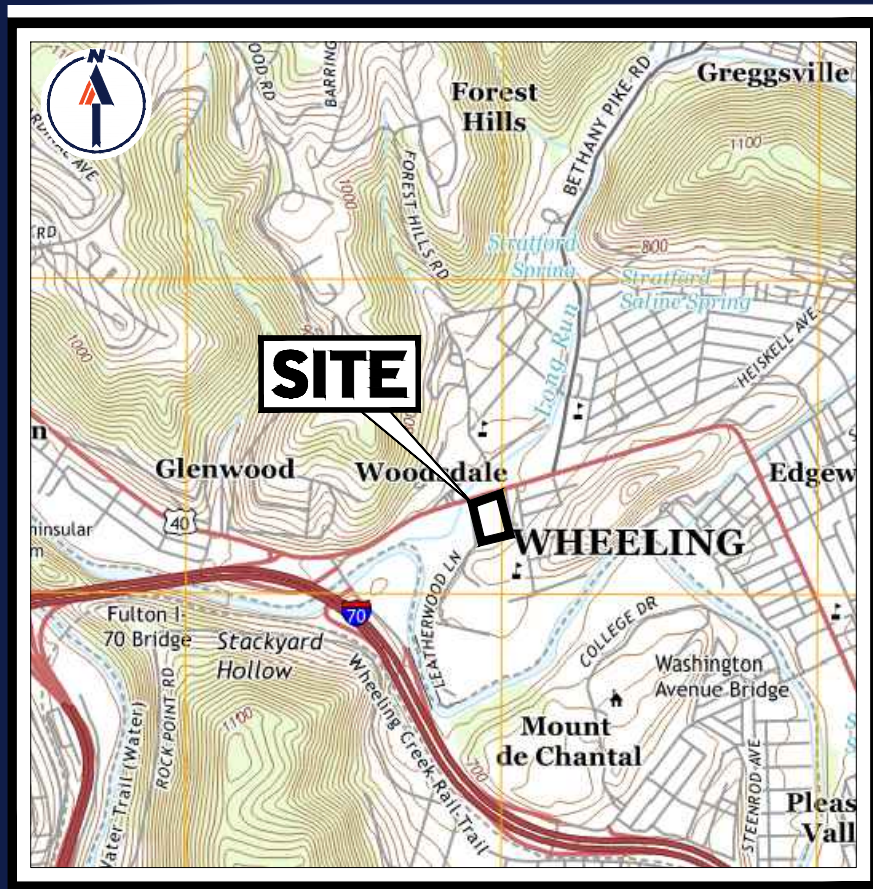 N
OOD RD
BARRING
BETHANY PIKE RD
Greggsville
Forest
Hills
1100
1000
FOREST HILLS RD
RD
Stratford
Spring
800
Stratford
Saline Spring
1000
Long Run
HEISKELL AVE
SITE
n
Glenwood
Woodsdale
Edgew
40
ninsular
m
WHEELING
LEATHERWOOD LN
70
Fulton I-
70 Bridge
Stackyard
Hollow
COLLEGE DR
Washington
Avenue Bridge
ROCK POINT RD
1100
Wheeling Creek Rail-Trail
700
Mount
de Chantal
STEENROD AVE
Water Trail (Water)
Pleas
Vall